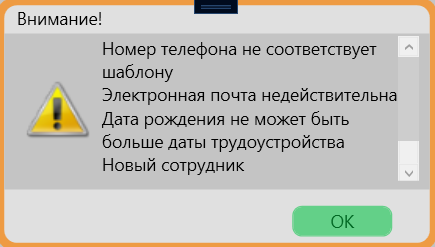 Внимание!
Номер телефона не соответствует
шаблону
Электронная почта недействительна
Дата рождения не может быть
больше даты трудоустройства
Новый сотрудник
OK